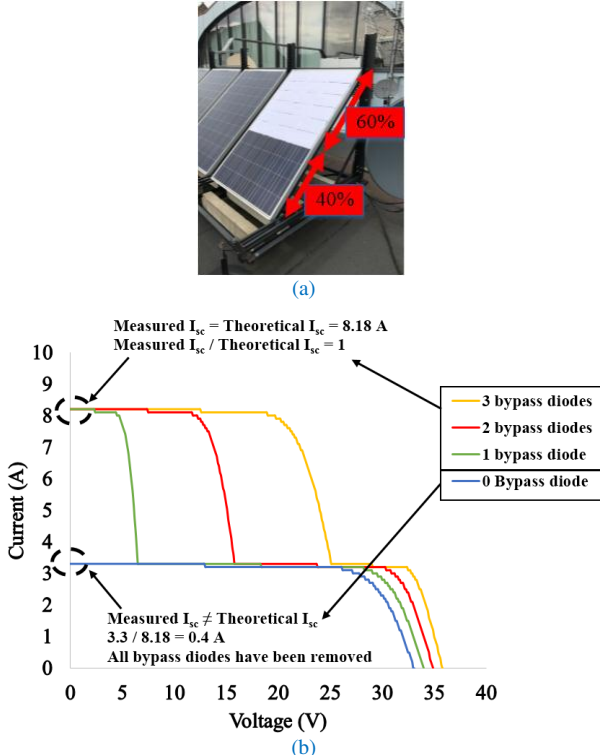 60%
40%
(a)
Measured Isc = Theoretical Isc = 8.18 A
Measured Isc / Theoretical Isc = 1
10
9
8
7
6
5
4
3
2
1
0
Current (A)
3 bypass diodes
2 bypass diodes
1 bypass diode
0 Bypass diode
Measured Isc ≠ Theoretical Isc
3.3 / 8.18 = 0.4 A
All bypass diodes have been removed
0 5 10 15 20 25 30 35 40
Voltage (V)
(b)